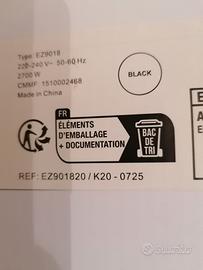 Type: EZ9018
220-240 V~ 50-60 Hz
2700 W
CMMF: 1510002468
Made in China
BLACK
FR
ÉLÉMENTS
D'EMBALLAGE
+ DOCUMENTATION
BAC
DE
TRI
REF: EZ901820 / K20 - 0725
subito